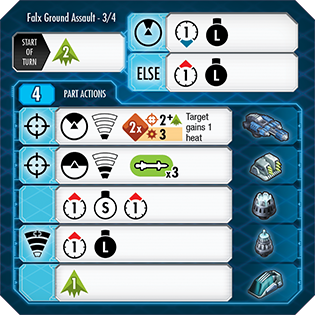 Falx Ground Assault - 3/4
START
OF
TURN
2
1
L
ELSE
1
L
4
PART ACTIONS
2x
2+
3
Target
gains 1
heat
x3
1
S
1
1
L
1